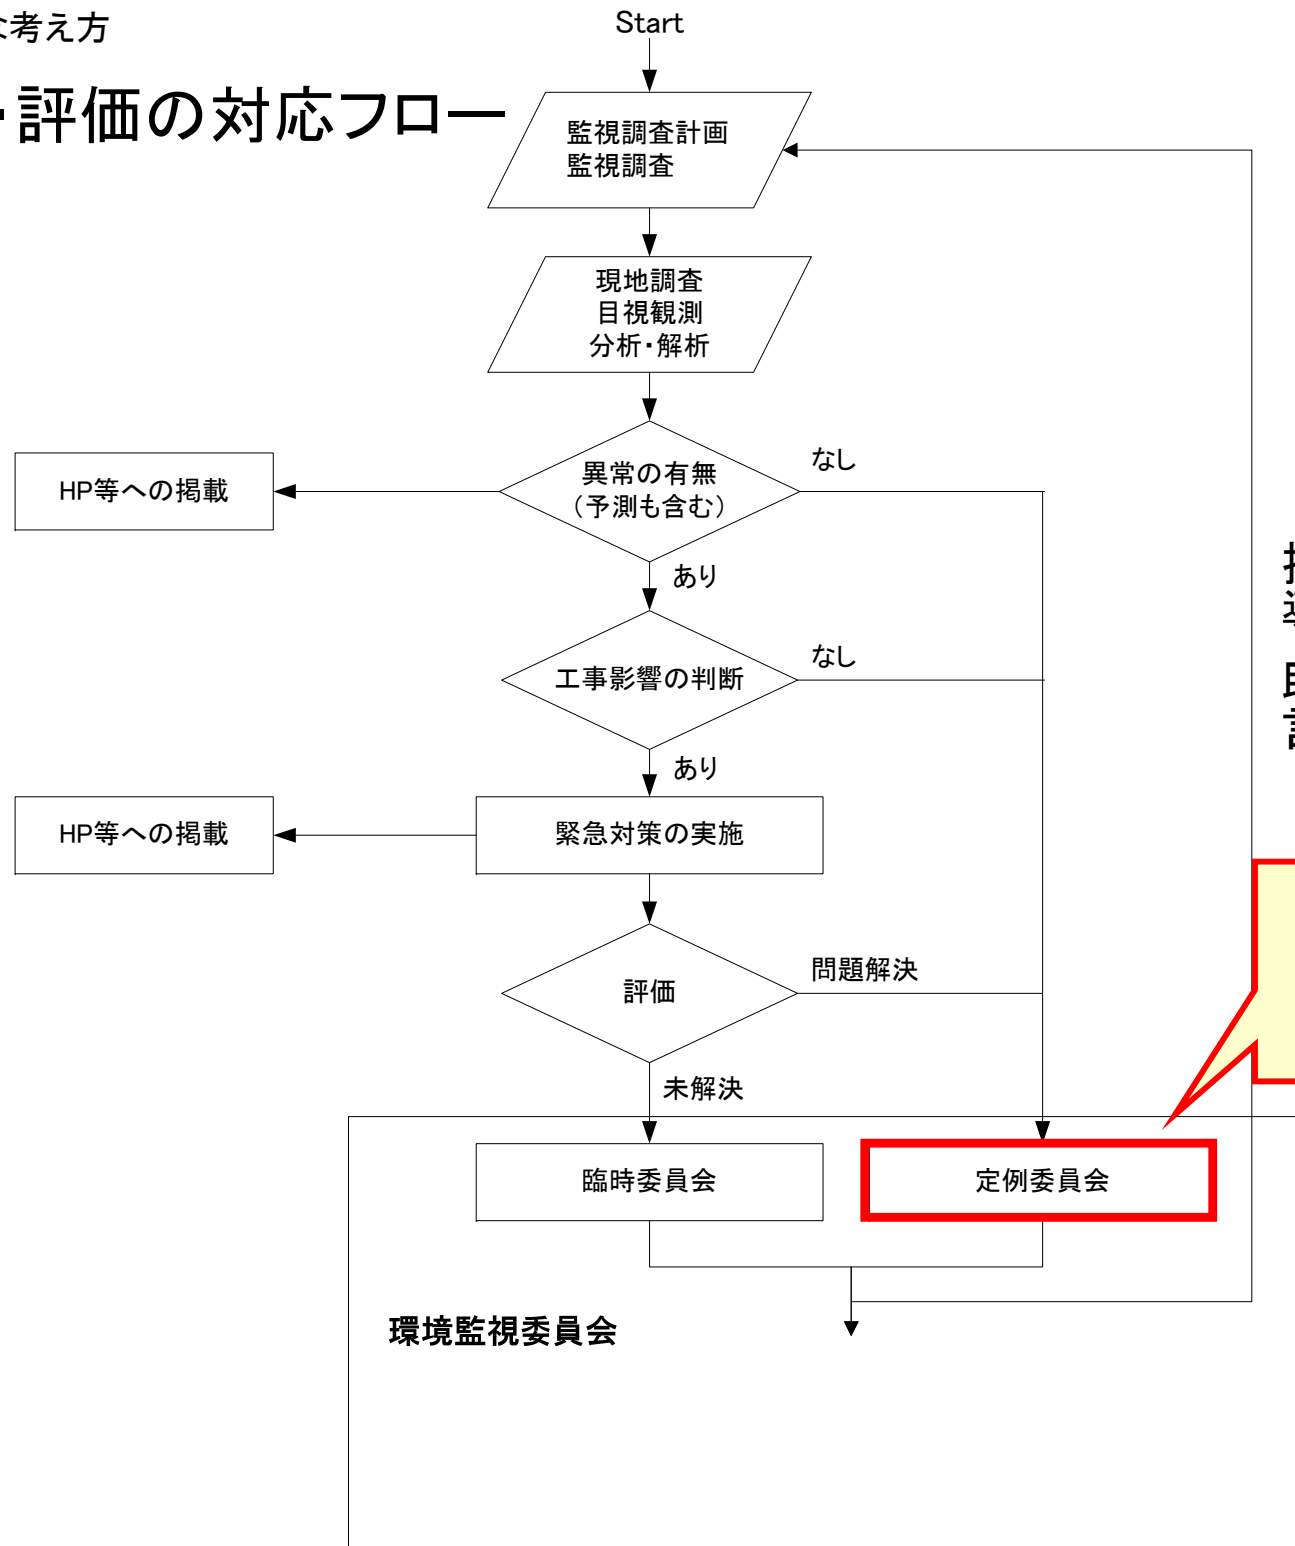 な考え方
Start
評価の対応フロー
監視調査計画
監視調査
現地調査
目視観測
分析・解析
HP等への掲載
異常の有無
（予測も含む）
なし
あり
工事影響の判断
なし
あり
HP等への掲載
緊急対策の実施
評価
問題解決
未解決
臨時委員会
定例委員会
環境監視委員会